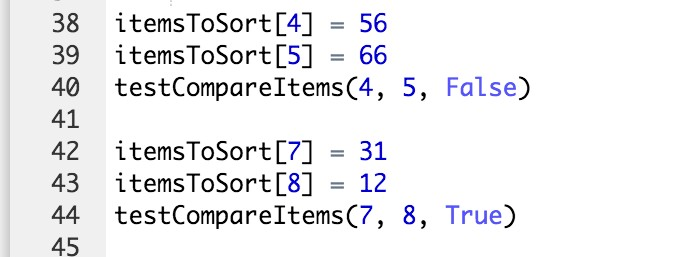 38 itemsToSort[4] = 56
39 itemsToSort[5] = 66
40 testCompareItems(4, 5, False)
41
42 itemsToSort[7] = 31
43 itemsToSort[8] = 12
44 testCompareItems(7, 8, True)
45